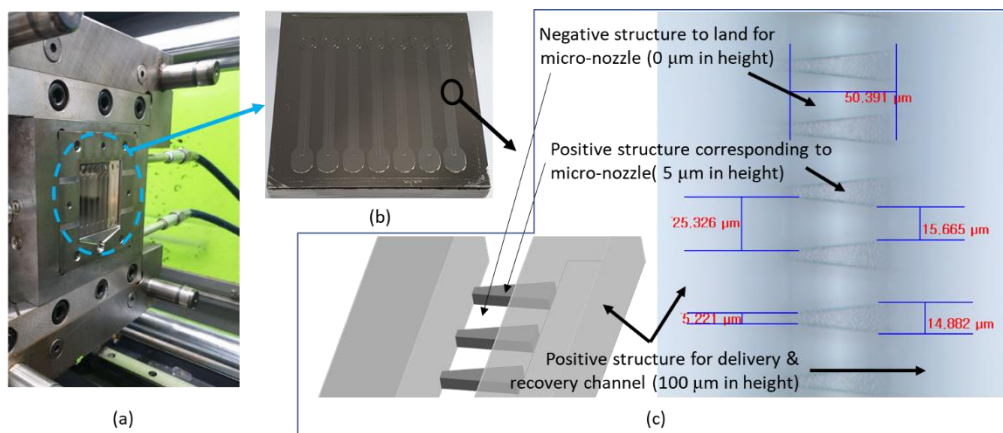 Negative structure to land for
micro-nozzle (0 µm in height)
50.391 µm
Positive structure corresponding to
micro-nozzle( 5 µm in height)
(b)
25.326 µm
15.665 µm
5.221 µm
14.882 µm
Positive structure for delivery &
recovery channel (100 µm in height)
(a)
(c)